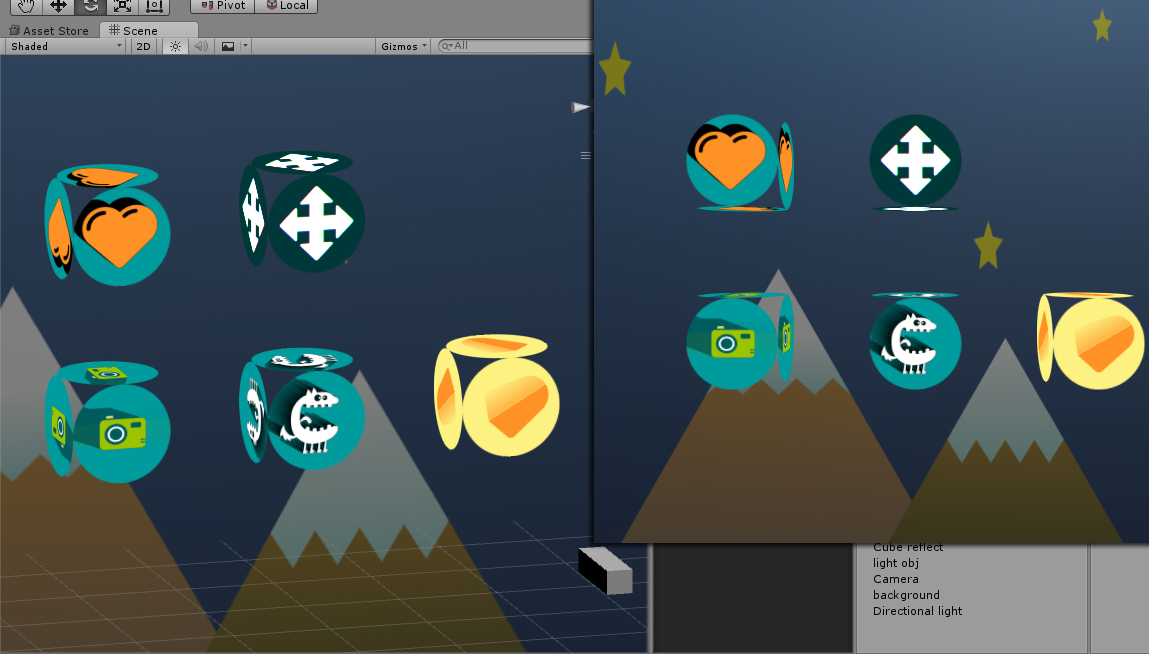 Pivot Local
Asset Store Scene
Shaded 2D Gizmos All
Cube reflect
light obj
Camera
background
Directional light